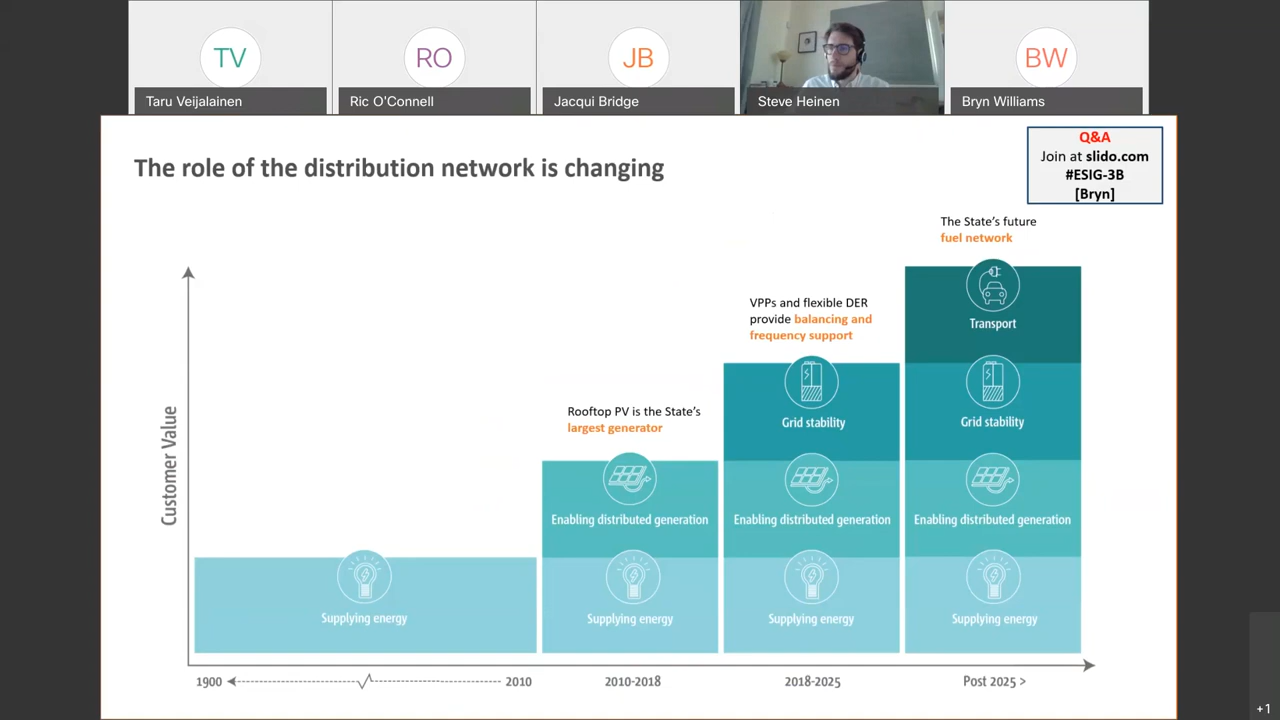 TV
RO
JB
BW
Taru Veijalainen
Ric O'Connell
Jacqui Bridge
Steve Heinen
Bryn Williams
The role of the distribution network is changing
Q&A
Join at slido.com
#ESIG-3B
[Bryn]
The State's future
fuel network
VPPs and flexible DER
provide balancing and
frequency support
Rooftop PV is the State's
largest generator
Customer Value
Transport
Grid stability
Grid stability
Enabling distributed generation
Enabling distributed generation
Enabling distributed generation
Supplying energy
Supplying energy
Supplying energy
Supplying energy
1900
2010
2010-2018
2018-2025
Post 2025 >
+1